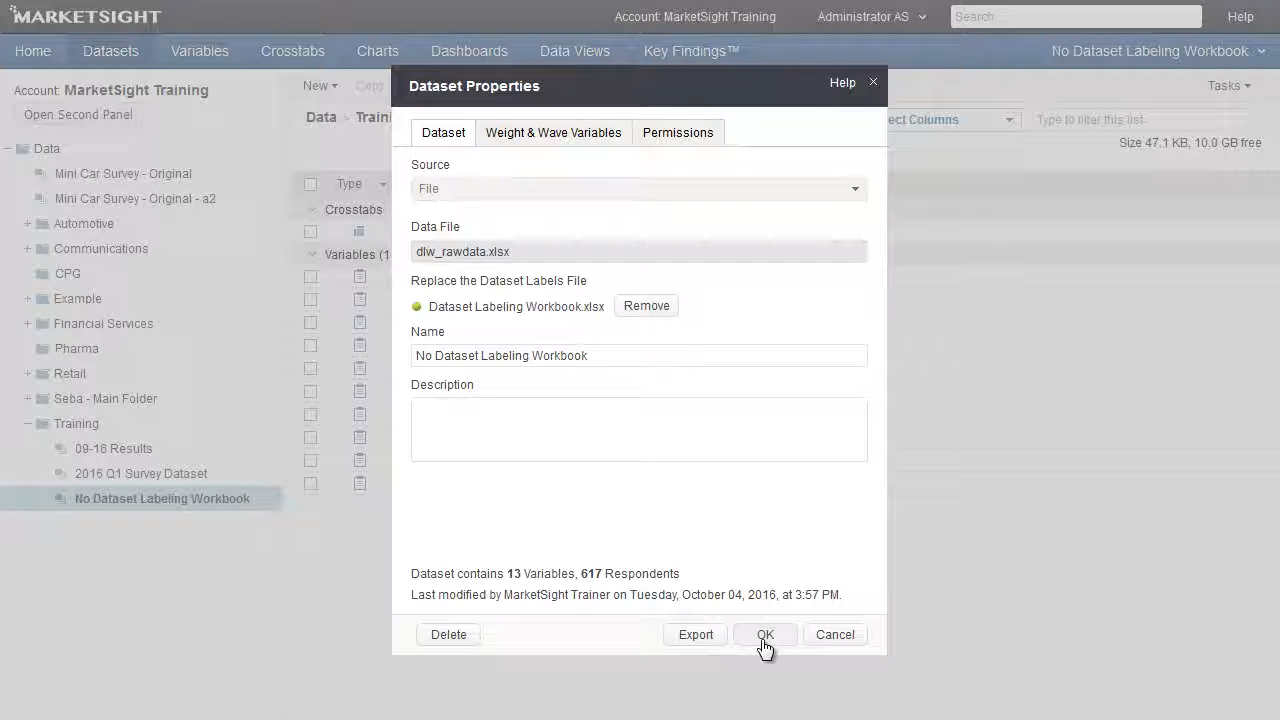 MARKETSIGHT
Account: MarketSight Training
Administrator AS
Search
Help
Home
Datasets
Variables
Crosstabs
Charts
Dashboards
Data Views
Key Findings™
No Dataset Labeling Workbook
Account: MarketSight Training
Open Second Panel
Data
Mini Car Survey - Original
Mini Car Survey - Original - a2
Automotive
Communications
CPG
Example
Financial Services
Pharma
Retail
Seba - Main Folder
Training
09-16 Results
2016 Q1 Survey Dataset
No Dataset Labeling Workbook
New
Copy
Tasks
Data
Columns
Type to filter this list
Size 47.1 KB, 10.0 GB free
Type
Crosstabs
Variables
Dataset Properties
Help
Dataset
Weight & Wave Variables
Permissions
Source
File
Data File
dlw_rawdata.xlsx
Replace the Dataset Labels File
Dataset Labeling Workbook.xlsx
Remove
Name
No Dataset Labeling Workbook
Description
Dataset contains 13 Variables, 617 Respondents
Last modified by MarketSight Trainer on Tuesday, October 04, 2016, at 3:57 PM.
Delete
Export
OK
Cancel